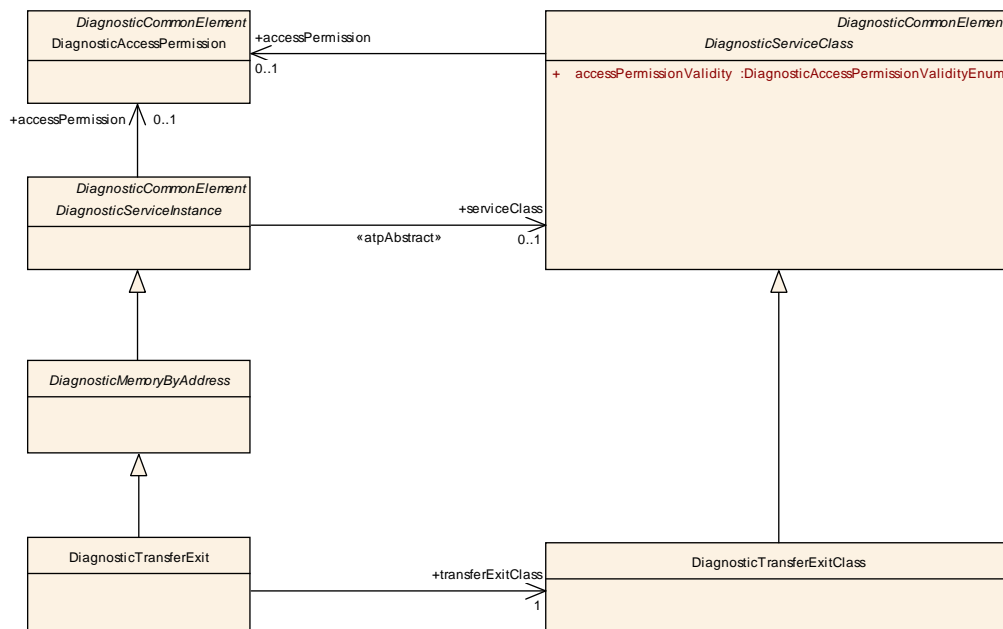 DiagnosticCommonElement
DiagnosticAccessPermission
+accessPermission
0..1
DiagnosticCommonElement
DiagnosticServiceClass
+ accessPermissionValidity :DiagnosticAccessPermissionValidityEnum
+accessPermission
0..1
DiagnosticCommonElement
DiagnosticServiceInstance
+serviceClass
«atpAbstract»
0..1
DiagnosticMemoryByAddress
DiagnosticTransferExit
+transferExitClass
1
DiagnosticTransferExitClass